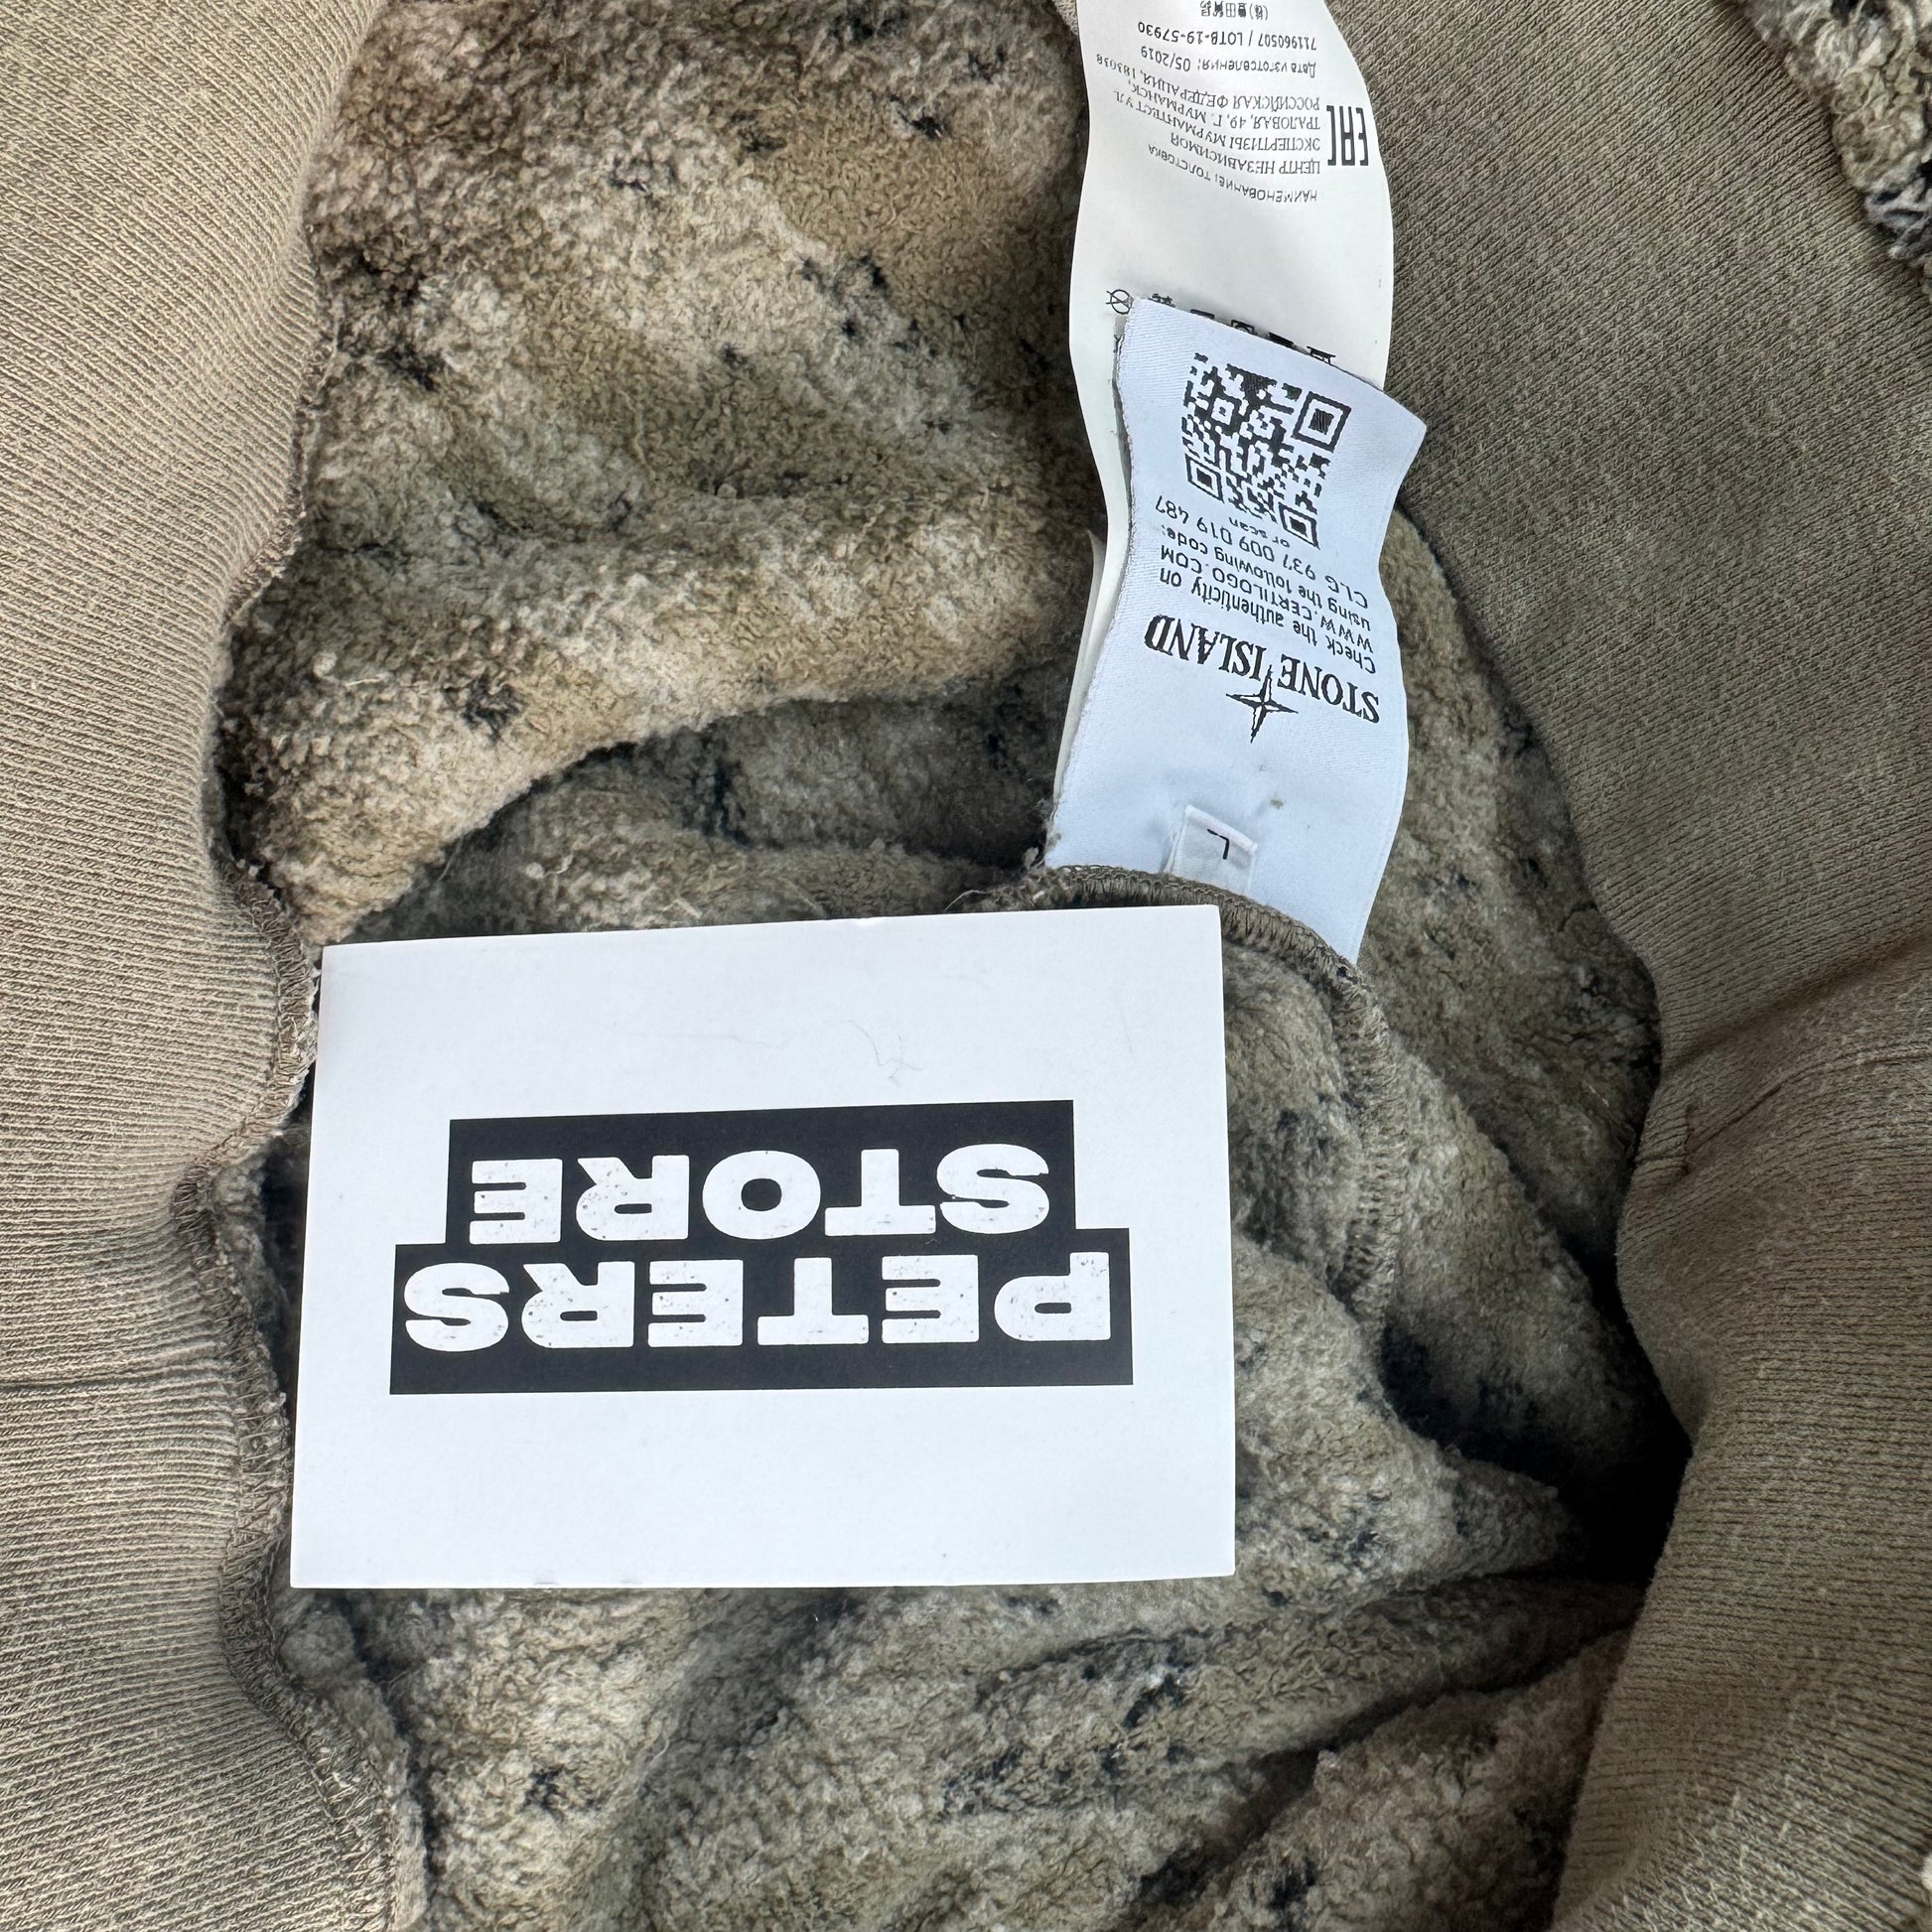 PETERS
STORE
L
STONE ISLAND
Check the authenticity on
WWW.CERTILOGO.COM
using the following code:
CLG 937 009 019 487
or scan
НАИМЕНОВАНИЕ: ТОЛСТОВКА
ЦЕНТР НЕЗАВИСИМОЙ
ЭКСПЕРТИЗЫ МУРМАНТЕСТ УЛ.
ТРАЛОВАЯ, 49, Г. МУРМАНСК,
РОССИЙСКАЯ ФЕДЕРАЦИЯ, 183038
Дата изготовления: 05/2019
711960507 / LOTB-19-57930
EAC